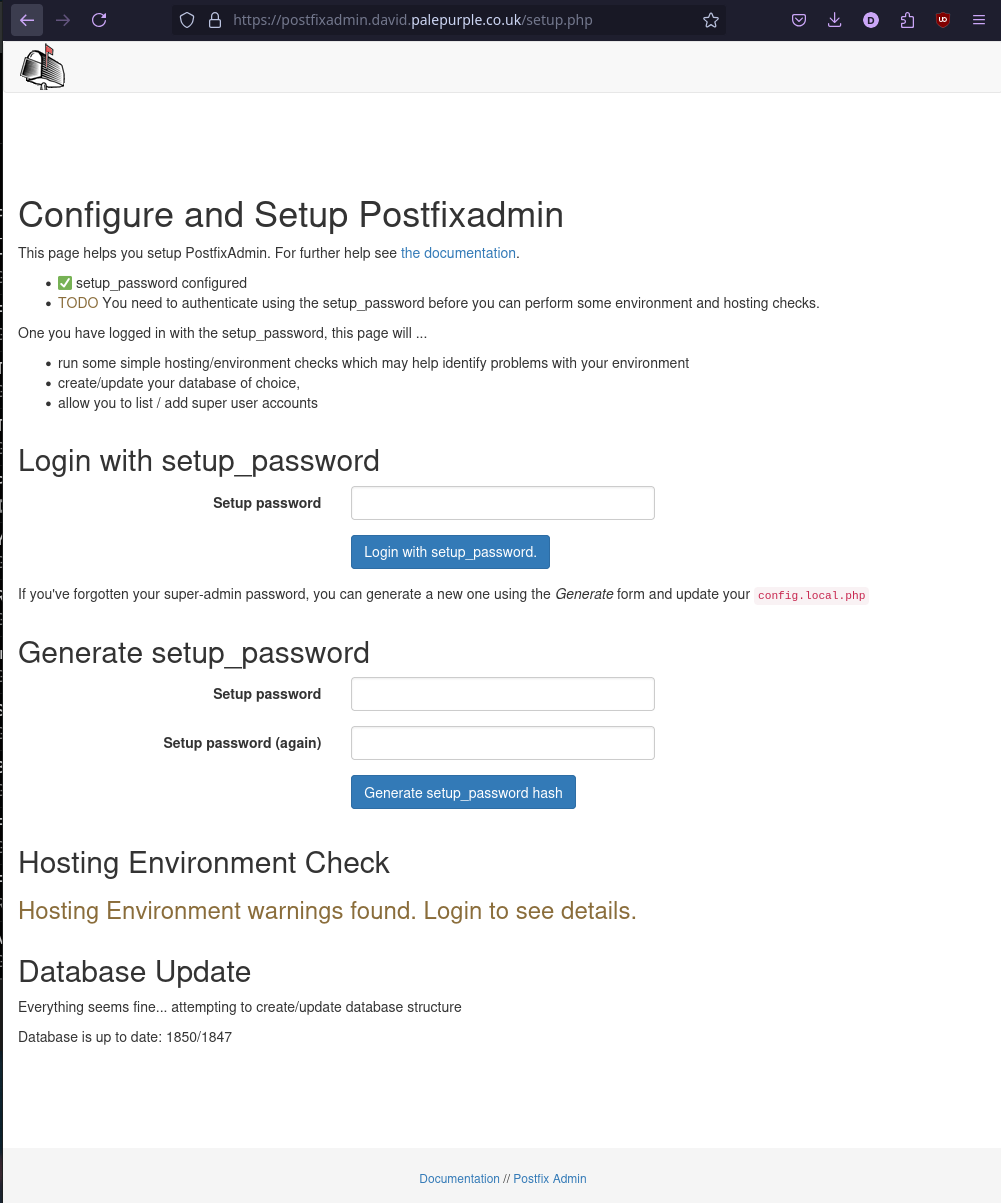 https://postfixadmin.david.palepurple.co.uk/setup.php
Configure and Setup Postfixadmin
This page helps you setup PostfixAdmin. For further help see the documentation.
• ✅ setup_password configured
• TODO You need to authenticate using the setup_password before you can perform some environment and hosting checks.
One you have logged in with the setup_password, this page will ...
• run some simple hosting/environment checks which may help identify problems with your environment
• create/update your database of choice,
• allow you to list / add super user accounts
Login with setup_password
Setup password
Login with setup_password.
If you've forgotten your super-admin password, you can generate a new one using the Generate form and update your config.local.php
Generate setup_password
Setup password
Setup password (again)
Generate setup_password hash
Hosting Environment Check
Hosting Environment warnings found. Login to see details.
Database Update
Everything seems fine... attempting to create/update database structure
Database is up to date: 1850/1847
Documentation // Postfix Admin